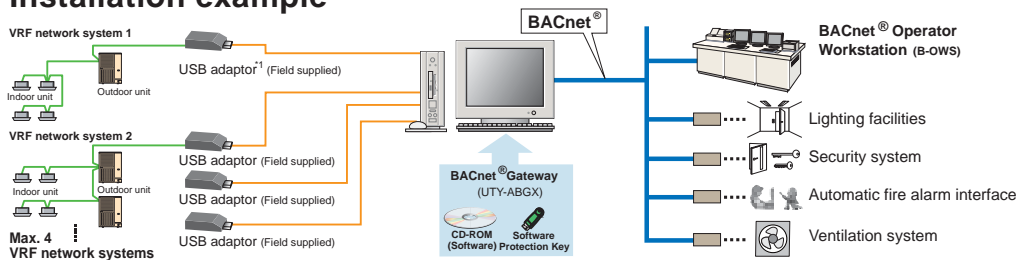 Installation example
VRF network system 1
Indoor unit
Outdoor unit
USB adaptor*1 (Field supplied)
VRF network system 2
Indoor unit
Outdoor unit
USB adaptor (Field supplied)
USB adaptor (Field supplied)
USB adaptor (Field supplied)
Max. 4
VRF network systems
BACnet®
BACnet® Gateway
(UTY-ABGX)
CD-ROM
(Software)
Software
Protection Key
BACnet® Operator
Workstation (B-OWS)
Lighting facilities
Security system
Automatic fire alarm interface
Ventilation system